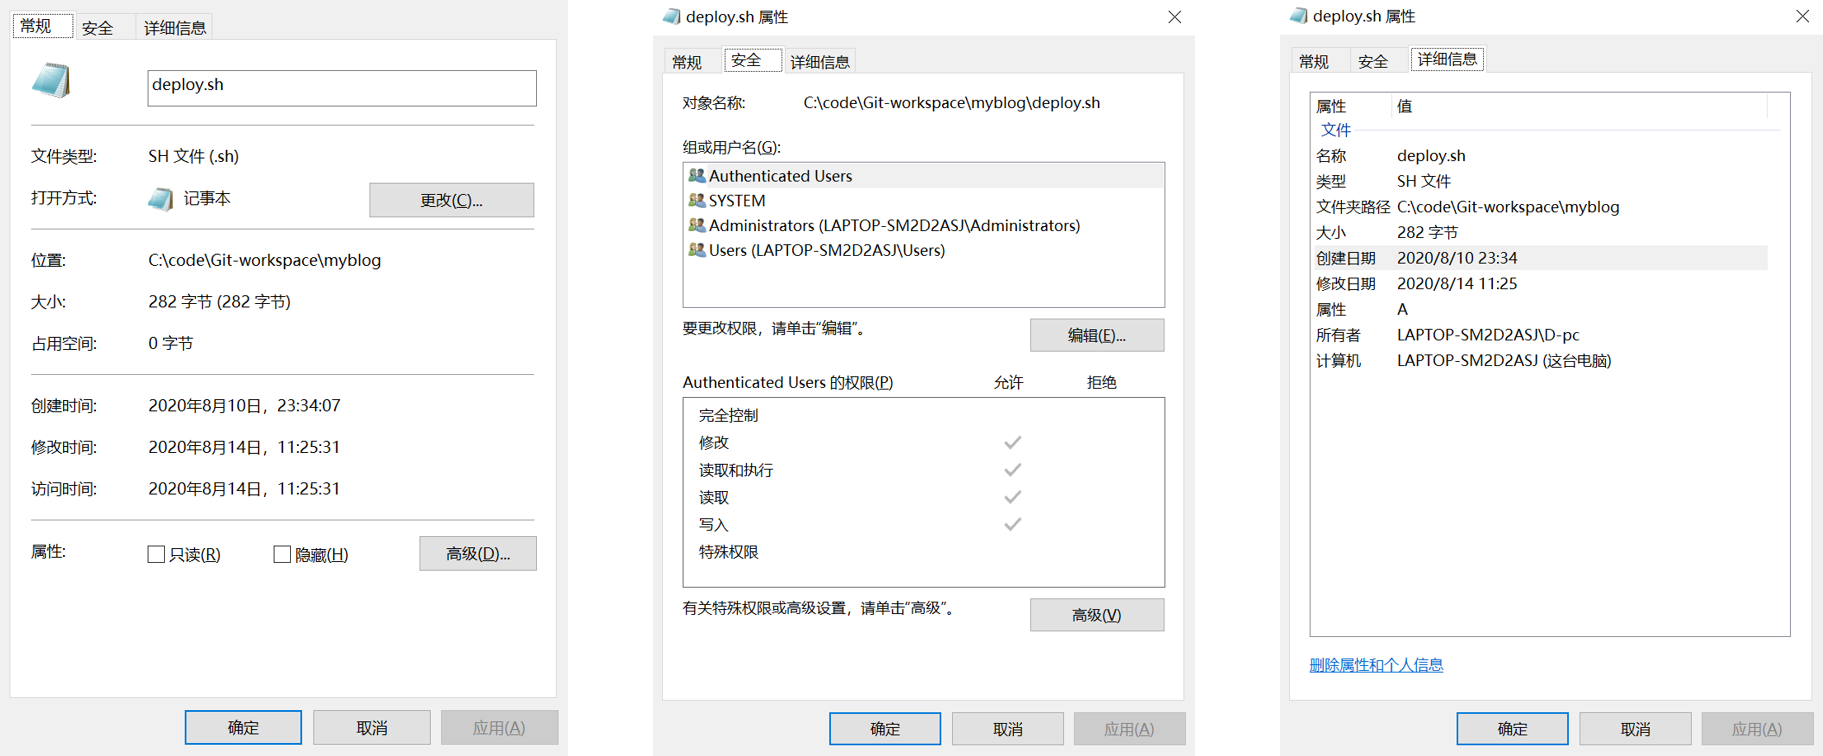 常规 安全 详细信息
deploy.sh
文件类型: SH 文件 (.sh)
打开方式: 记事本 更改(C)...
位置: C:\code\Git-workspace\myblog
大小: 282 字节 (282 字节)
占用空间: 0 字节
创建时间: 2020年8月10日，23:34:07
修改时间: 2020年8月14日，11:25:31
访问时间: 2020年8月14日，11:25:31
属性: 只读(R) 隐藏(H) 高级(D)...
确定 取消 应用(A)
deploy.sh 属性
常规 安全 详细信息
对象名称: C:\code\Git-workspace\myblog\deploy.sh
组或用户名(G):
Authenticated Users
SYSTEM
Administrators (LAPTOP-SM2D2ASJ\Administrators)
Users (LAPTOP-SM2D2ASJ\Users)
要更改权限，请单击“编辑”。 编辑(E)...
Authenticated Users 的权限(P) 允许 拒绝
完全控制
修改
读取和执行
读取
写入
特殊权限
有关特殊权限或高级设置，请单击“高级”。 高级(V)
确定 取消 应用(A)
deploy.sh 属性
常规 安全 详细信息
属性 值
文件
名称 deploy.sh
类型 SH 文件
文件夹路径 C:\code\Git-workspace\myblog
大小 282 字节
创建日期 2020/8/10 23:34
修改日期 2020/8/14 11:25
属性 A
所有者 LAPTOP-SM2D2ASJ\D-pc
计算机 LAPTOP-SM2D2ASJ (这台电脑)
删除属性和个人信息
确定 取消 应用(A)